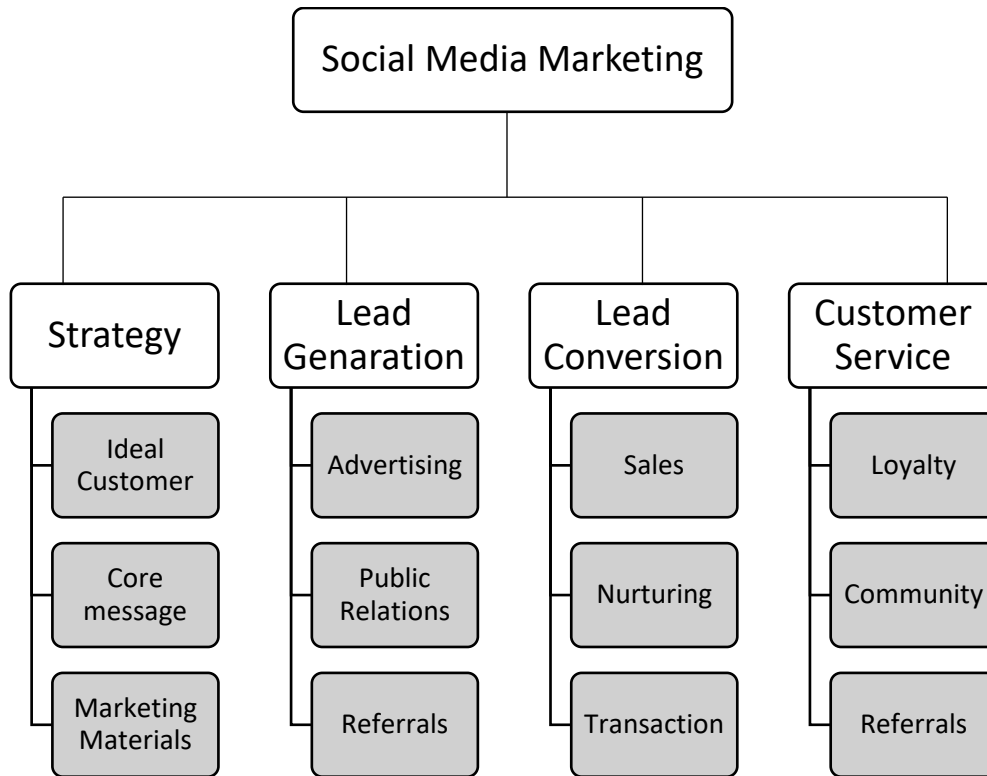 Social Media Marketing
Strategy
Lead
Genaration
Lead
Conversion
Customer
Service
Ideal
Customer
Advertising
Sales
Loyalty
Core
message
Public
Relations
Nurturing
Community
Marketing
Materials
Referrals
Transaction
Referrals